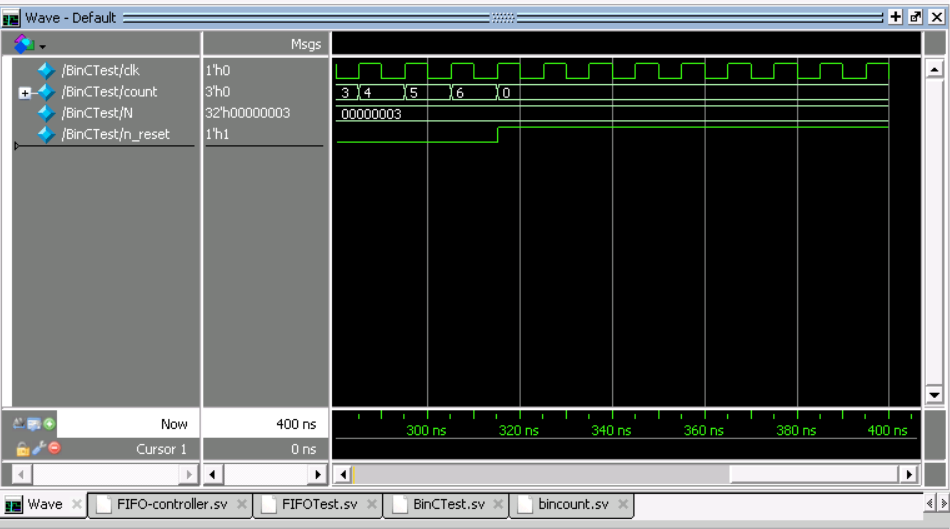 Wave - Default
Msgs
/BinCTest/clk 1'h0
/BinCTest/count 3'h0 3 4 5 6 0
/BinCTest/N 32'h00000003 00000003
/BinCTest/n_reset 1'h1
Now 400 ns 300 ns 320 ns 340 ns 360 ns 380 ns 400 ns
Cursor 1 0 ns
Wave FIFO-controller.sv FIFOTest.sv BinCTest.sv bincount.sv